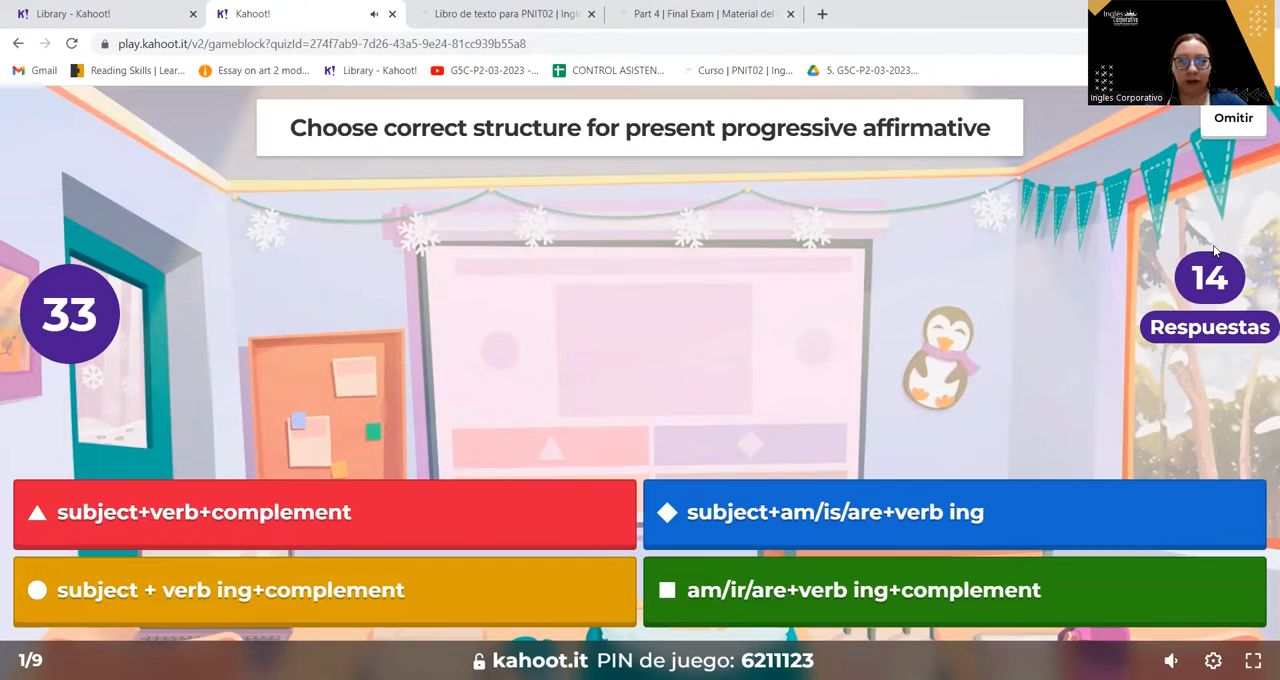 Library - Kahoot!
Kahoot!
Libro de texto para PNIT02 | Ingl
Part 4 | Final Exam | Material del
play.kahoot.it/v2/gameblock?quizId=274f7ab9-7d26-43a5-9e24-81cc939b55a8
Gmail
Reading Skills | Lear...
Essay on art 2 mod...
Library - Kahoot!
G5C-P2-03-2023 -...
CONTROL ASISTEN...
Curso | PNIT02 | Ing...
5. G5C-P2-03-2023...
Inglés
Corporativo
Ingles Corporativo
Omitir
Choose correct structure for present progressive affirmative
33
14
Respuestas
subject+verb+complement
subject+am/is/are+verb ing
subject + verb ing+complement
am/ir/are+verb ing+complement
1/9
kahoot.it PIN de juego: 6211123